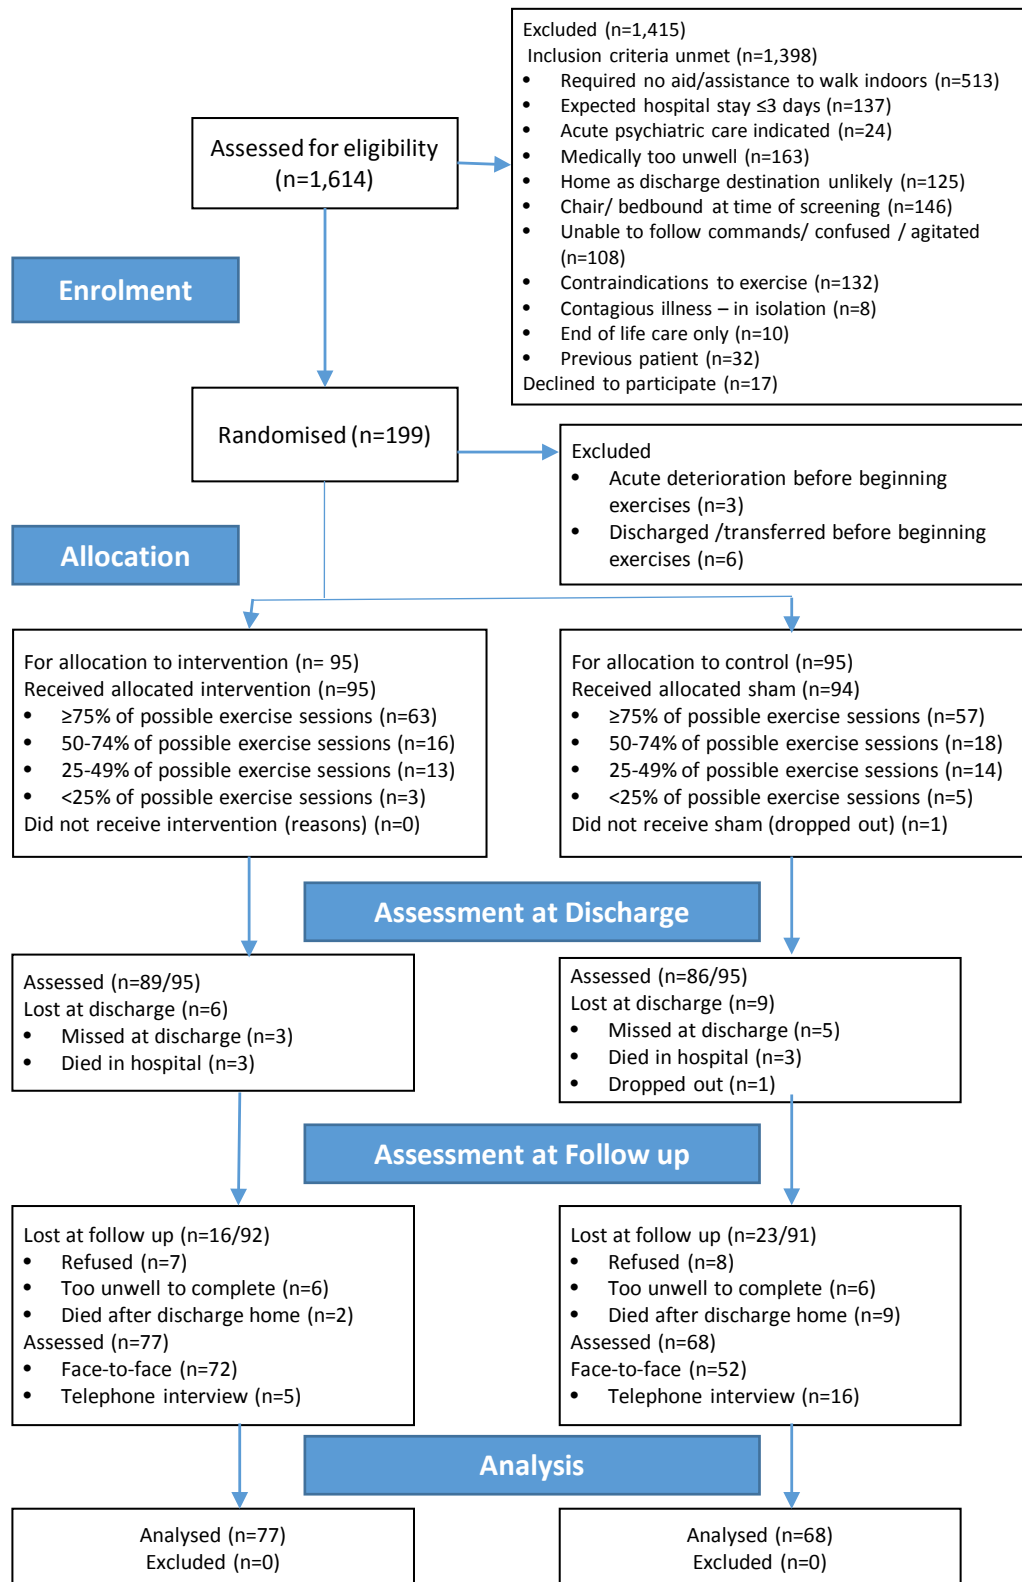 Excluded (n=1,415)
Inclusion criteria unmet (n=1,398)
• Required no aid/assistance to walk indoors (n=513)
• Expected hospital stay ≤3 days (n=137)
• Acute psychiatric care indicated (n=24)
• Medically too unwell (n=163)
• Home as discharge destination unlikely (n=125)
• Chair/ bedbound at time of screening (n=146)
• Unable to follow commands/ confused / agitated
(n=108)
• Contraindications to exercise (n=132)
• Contagious illness – in isolation (n=8)
• End of life care only (n=10)
• Previous patient (n=32)
Declined to participate (n=17)
Assessed for eligibility
(n=1,614)
Enrolment
Randomised (n=199)
Excluded
• Acute deterioration before beginning
exercises (n=3)
• Discharged /transferred before beginning
exercises (n=6)
Allocation
For allocation to intervention (n= 95)
Received allocated intervention (n=95)
• ≥75% of possible exercise sessions (n=63)
• 50-74% of possible exercise sessions (n=16)
• 25-49% of possible exercise sessions (n=13)
• <25% of possible exercise sessions (n=3)
Did not receive intervention (reasons) (n=0)
For allocation to control (n=95)
Received allocated sham (n=94)
• ≥75% of possible exercise sessions (n=57)
• 50-74% of possible exercise sessions (n=18)
• 25-49% of possible exercise sessions (n=14)
• <25% of possible exercise sessions (n=5)
Did not receive sham (dropped out) (n=1)
Assessment at Discharge
Assessed (n=89/95)
Lost at discharge (n=6)
• Missed at discharge (n=3)
• Died in hospital (n=3)
Assessed (n=86/95)
Lost at discharge (n=9)
• Missed at discharge (n=5)
• Died in hospital (n=3)
• Dropped out (n=1)
Assessment at Follow up
Lost at follow up (n=16/92)
• Refused (n=7)
• Too unwell to complete (n=6)
• Died after discharge home (n=2)
Assessed (n=77)
• Face-to-face (n=72)
• Telephone interview (n=5)
Lost at follow up (n=23/91)
• Refused (n=8)
• Too unwell to complete (n=6)
• Died after discharge home (n=9)
Assessed (n=68)
Face-to-face (n=52)
• Telephone interview (n=16)
Analysis
Analysed (n=77)
Excluded (n=0)
Analysed (n=68)
Excluded (n=0)